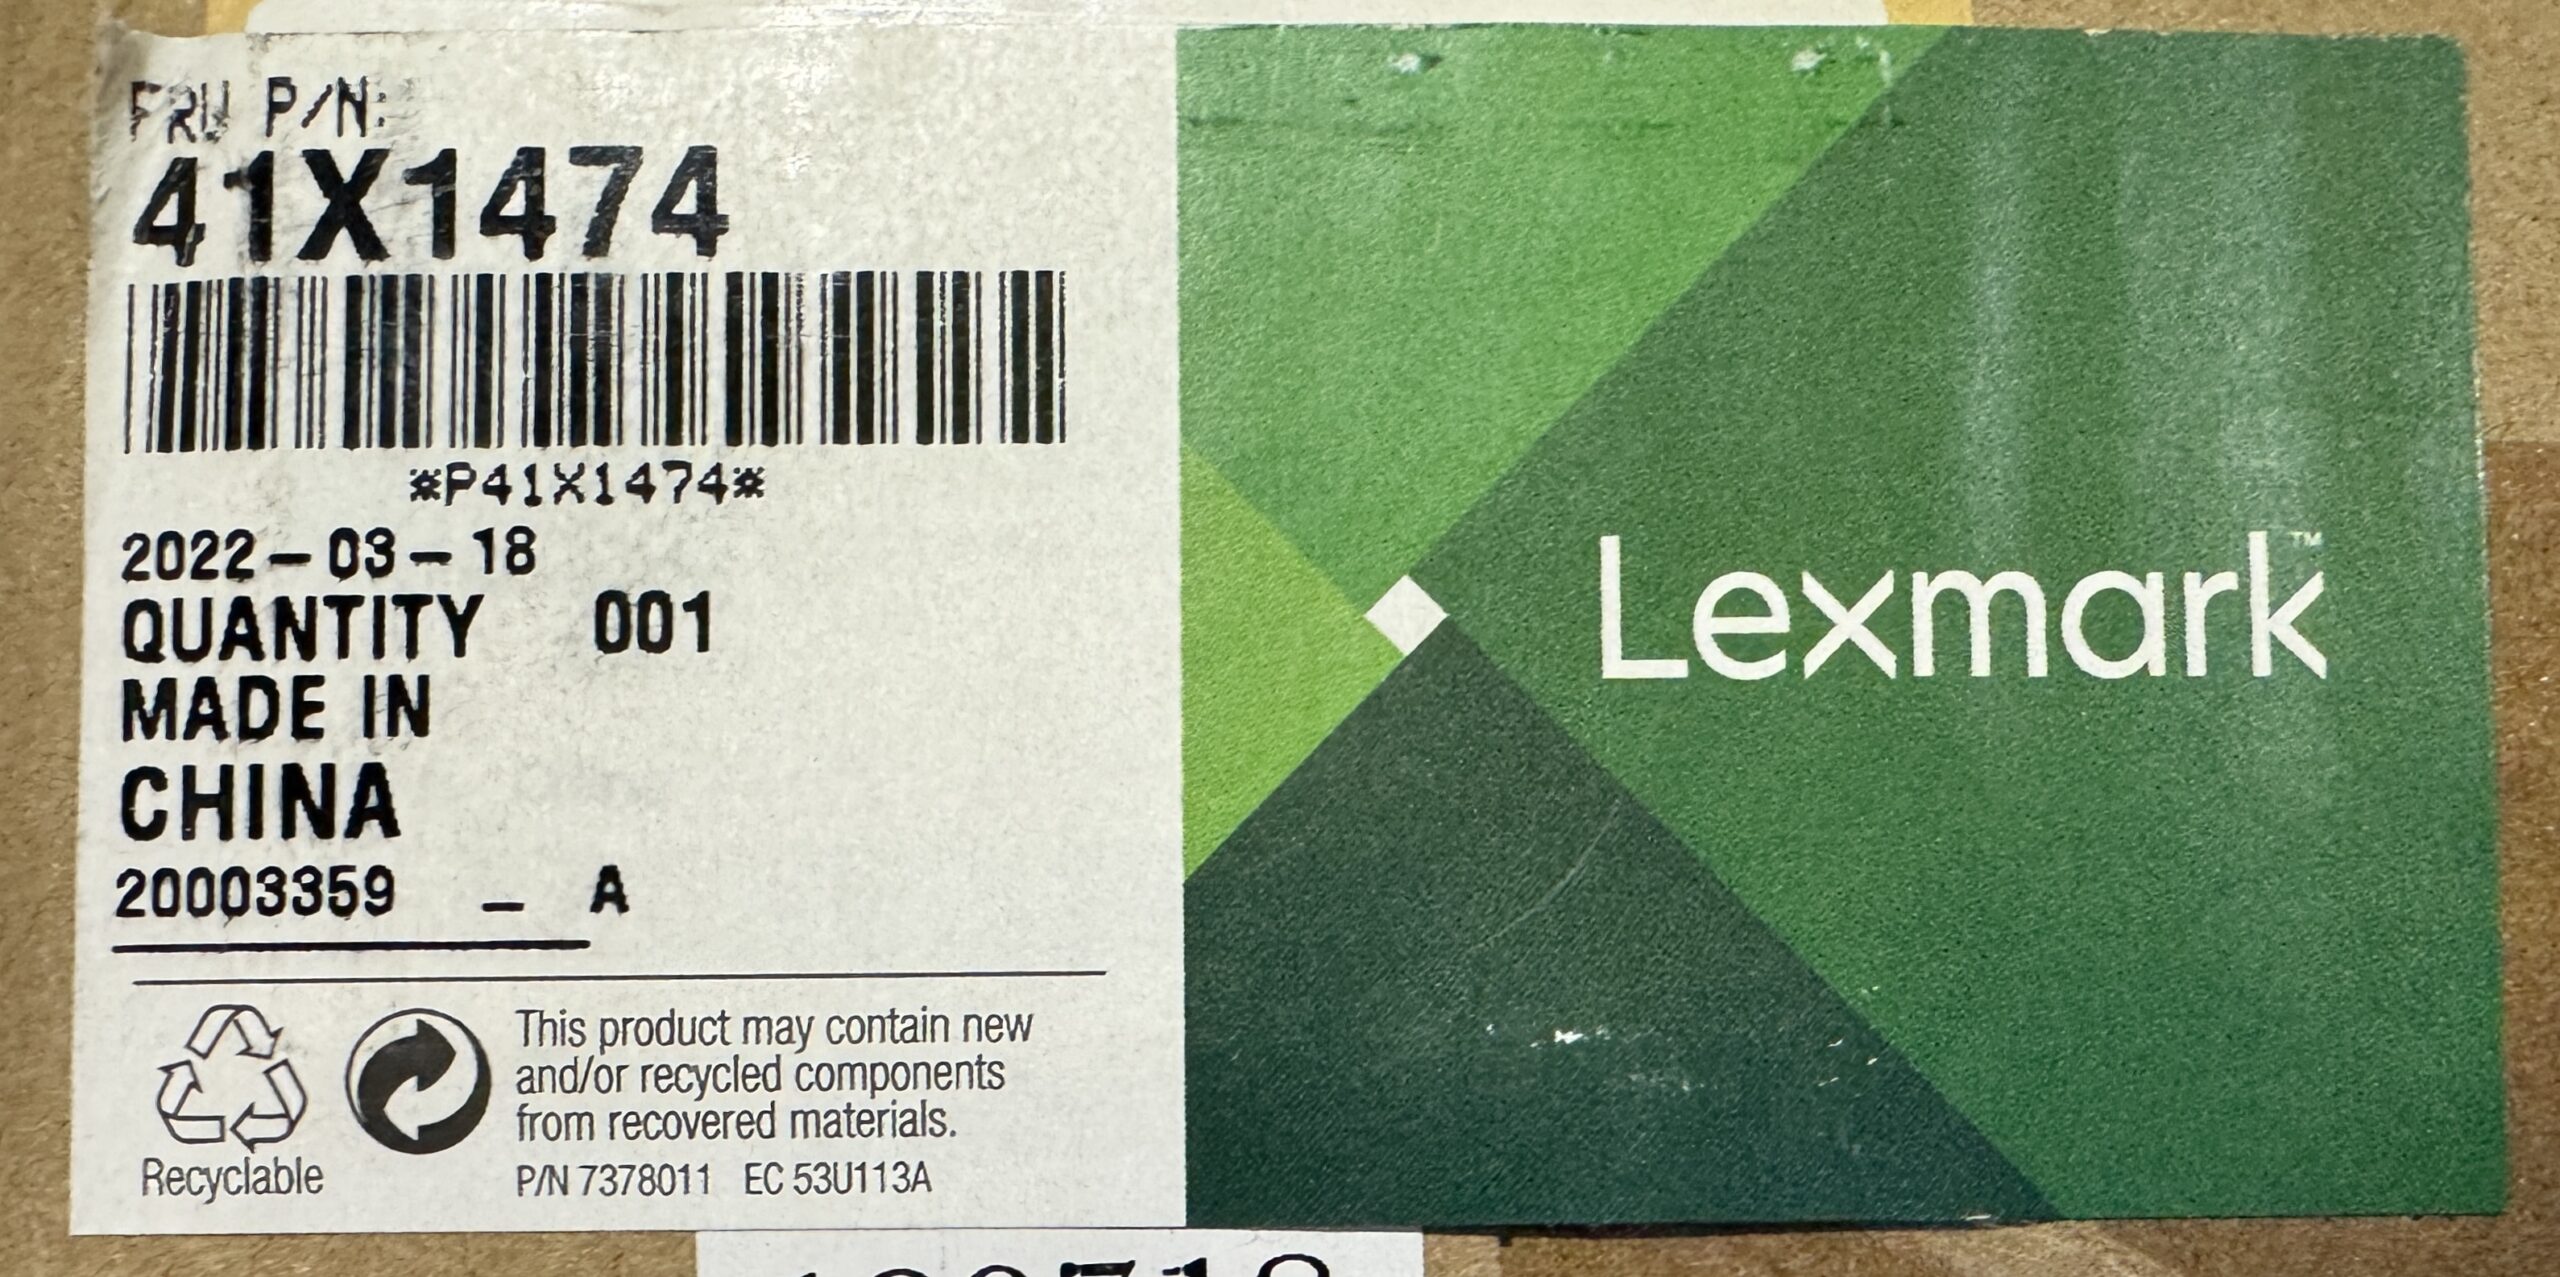 FRU P/N:
41X1474
*P41X1474*
2022-03-18
QUANTITY 001
MADE IN
CHINA
20003359 _ A
Recyclable
This product may contain new
and/or recycled components
from recovered materials.
P/N 7378011 EC 53U113A
Lexmark™